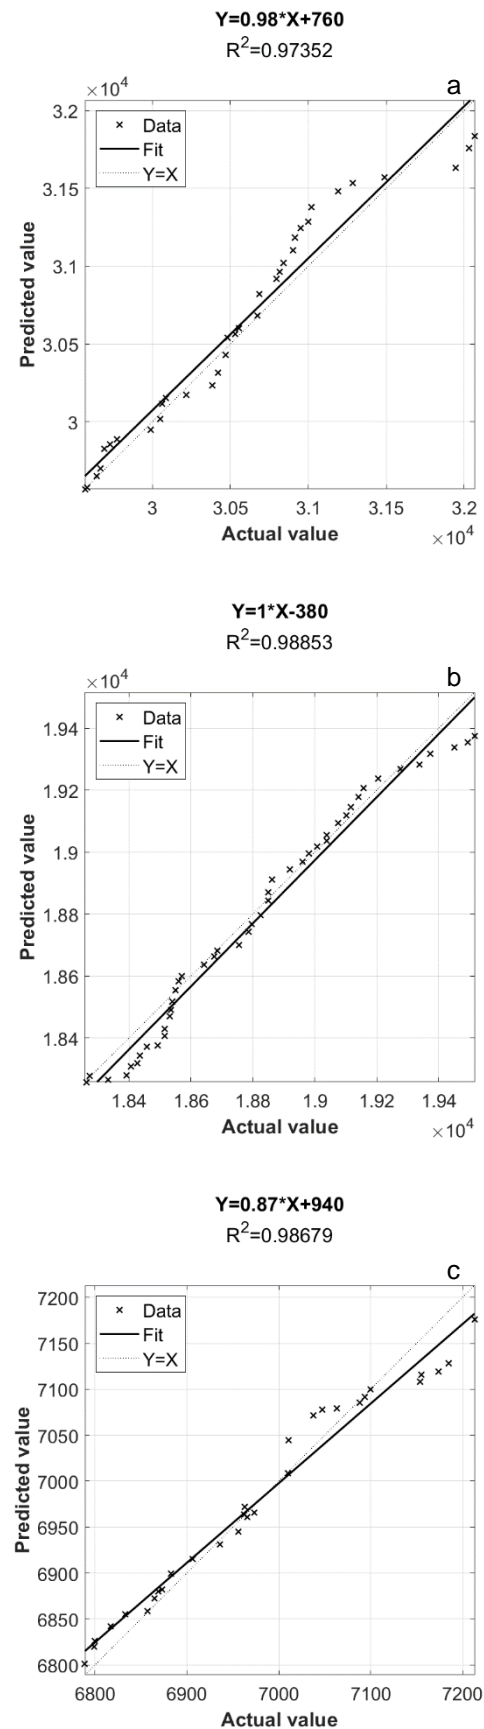 Y=0.98*X+760
R²=0.97352
a
×10⁴
3.2
3.15
3.1
3.05
3
Data
Fit
Y=X
Predicted value
3 3.05 3.1 3.15 3.2
Actual value
×10⁴
Y=1*X-380
R²=0.98853
b
×10⁴
1.94
1.92
1.9
1.88
1.86
1.84
Data
Fit
Y=X
Predicted value
1.84 1.86 1.88 1.9 1.92 1.94
Actual value
×10⁴
Y=0.87*X+940
R²=0.98679
c
7200
7150
7100
7050
7000
6950
6900
6850
6800
Data
Fit
Y=X
Predicted value
6800 6900 7000 7100 7200
Actual value